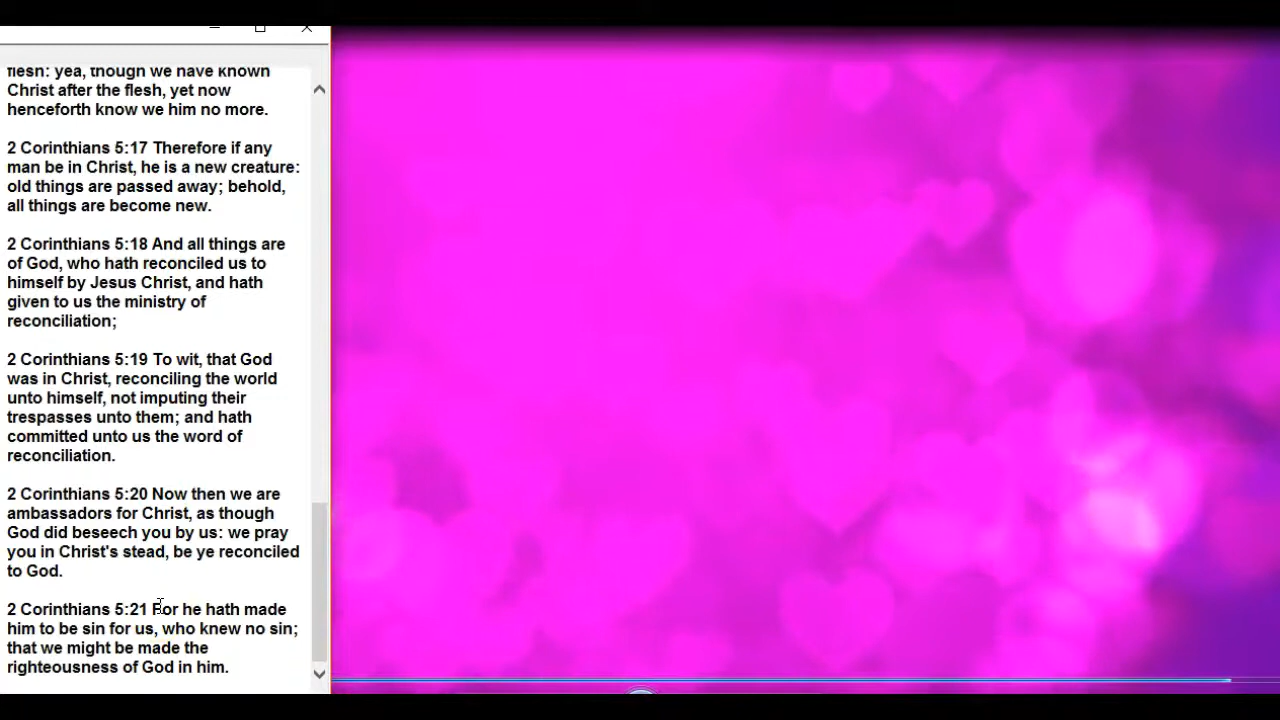 flesh: yea, though we have known
Christ after the flesh, yet now
henceforth know we him no more.
2 Corinthians 5:17 Therefore if any
man be in Christ, he is a new creature:
old things are passed away; behold,
all things are become new.
2 Corinthians 5:18 And all things are
of God, who hath reconciled us to
himself by Jesus Christ, and hath
given to us the ministry of
reconciliation;
2 Corinthians 5:19 To wit, that God
was in Christ, reconciling the world
unto himself, not imputing their
trespasses unto them; and hath
committed unto us the word of
reconciliation.
2 Corinthians 5:20 Now then we are
ambassadors for Christ, as though
God did beseech you by us: we pray
you in Christ's stead, be ye reconciled
to God.
2 Corinthians 5:21 For he hath made
him to be sin for us, who knew no sin;
that we might be made the
righteousness of God in him.